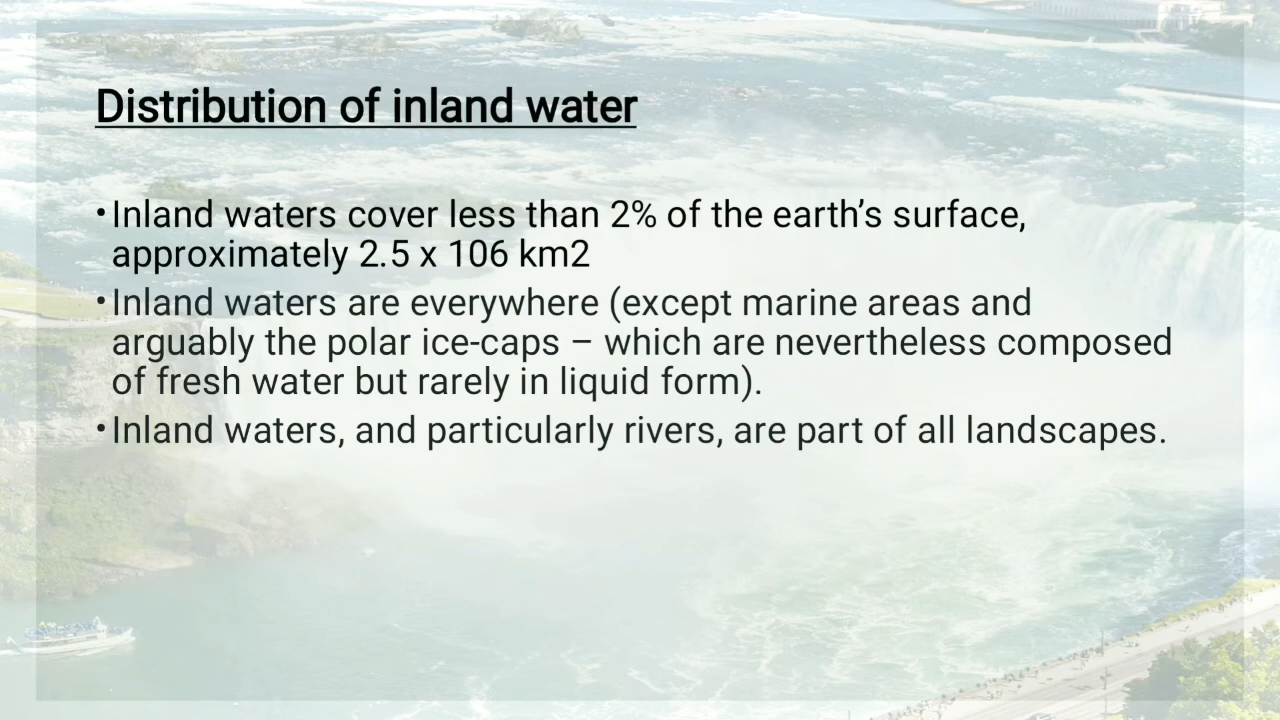 Distribution of inland water
•Inland waters cover less than 2% of the earth’s surface,
approximately 2.5 x 106 km2
•Inland waters are everywhere (except marine areas and
arguably the polar ice-caps – which are nevertheless composed
of fresh water but rarely in liquid form).
•Inland waters, and particularly rivers, are part of all landscapes.